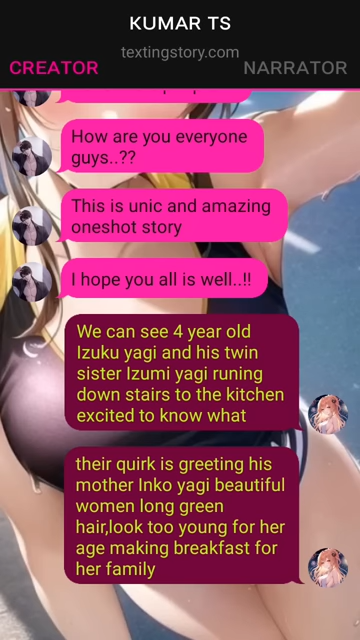 KUMAR TS
textingstory.com
CREATOR
NARRATOR
How are you everyone
guys..??
This is unic and amazing
oneshot story
I hope you all is well..!!
We can see 4 year old
Izuku yagi and his twin
sister Izumi yagi runing
down stairs to the kitchen
excited to know what
their quirk is greeting his
mother Inko yagi beautiful
women long green
hair,look too young for her
age making breakfast for
her family